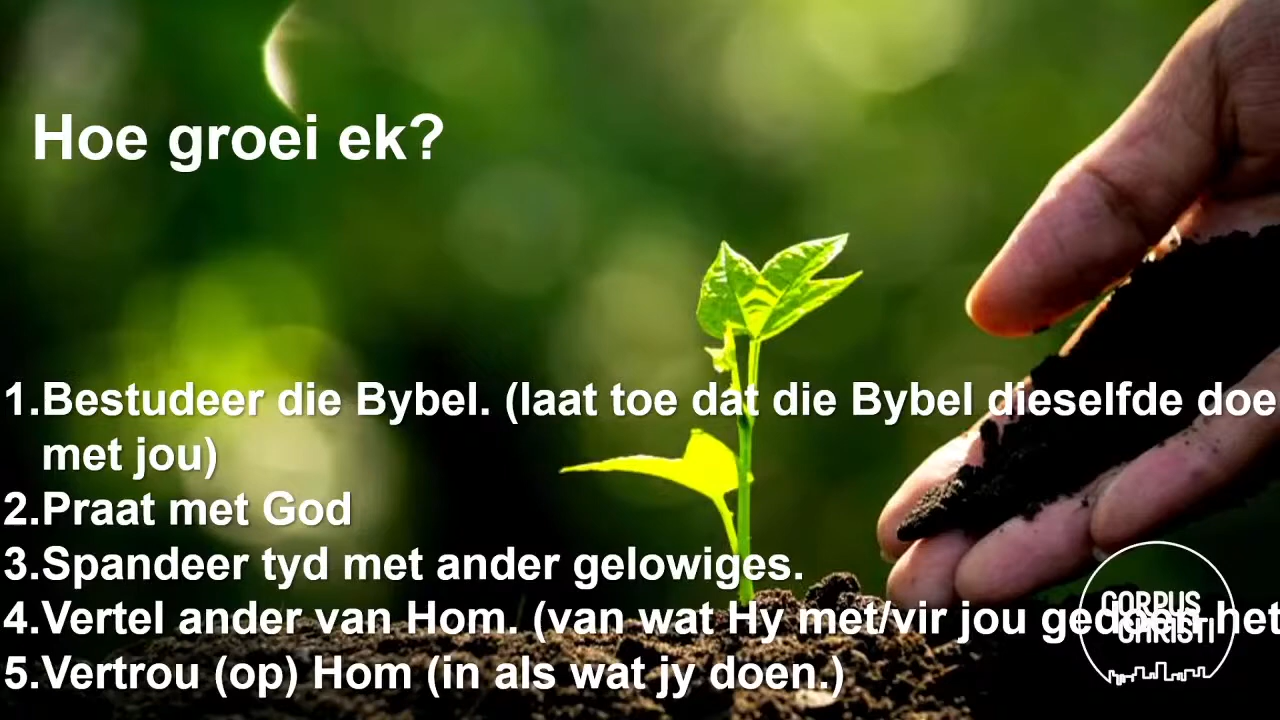 Hoe groei ek?
1.Bestudeer die Bybel. (laat toe dat die Bybel dieselfde doe
met jou)
2.Praat met God
3.Spandeer tyd met ander gelowiges.
4.Vertel ander van Hom. (van wat Hy met/vir jou gedoen het
5.Vertrou (op) Hom (in als wat jy doen.)
CORPUS
CHRISTI